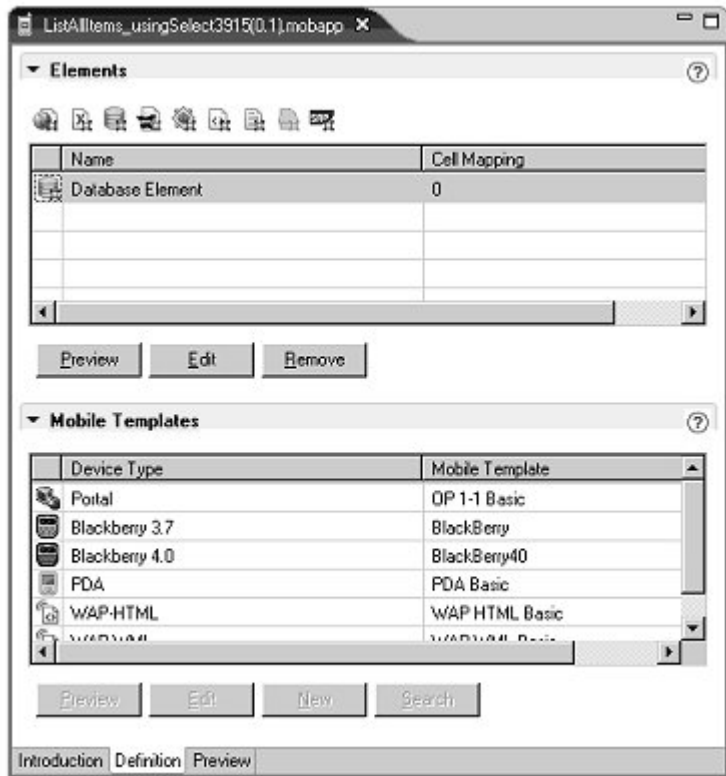 ListAllItems_usingSelect3915(0.1).mobapp
Elements
Name Cell Mapping
Database Element 0
Preview Edit Remove
Mobile Templates
Device Type Mobile Template
Portal OP 1-1 Basic
Blackberry 3.7 BlackBerry
Blackberry 4.0 BlackBerry40
PDA PDA Basic
WAP-HTML WAP HTML Basic
Preview Edit New Search
Introduction Definition Preview